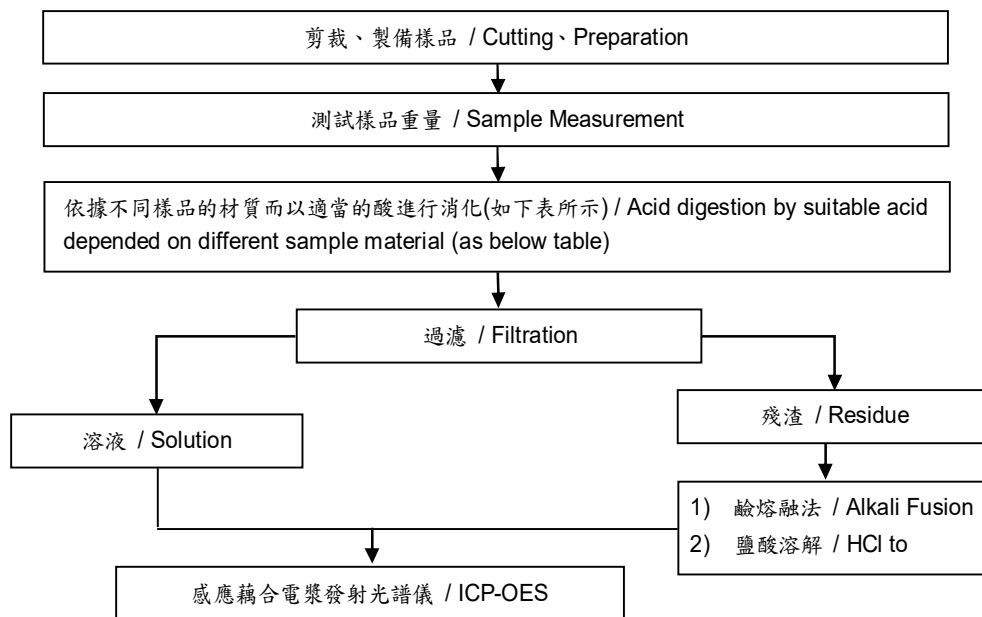 剪裁、製備樣品 / Cutting、Preparation
測試樣品重量 / Sample Measurement
依據不同樣品的材質而以適當的酸進行消化(如下表所示) / Acid digestion by suitable acid
depended on different sample material (as below table)
過濾 / Filtration
溶液 / Solution
殘渣 / Residue
1) 鹼熔融法 / Alkali Fusion
2) 鹽酸溶解 / HCl to
感應藕合電漿發射光譜儀 / ICP-OES